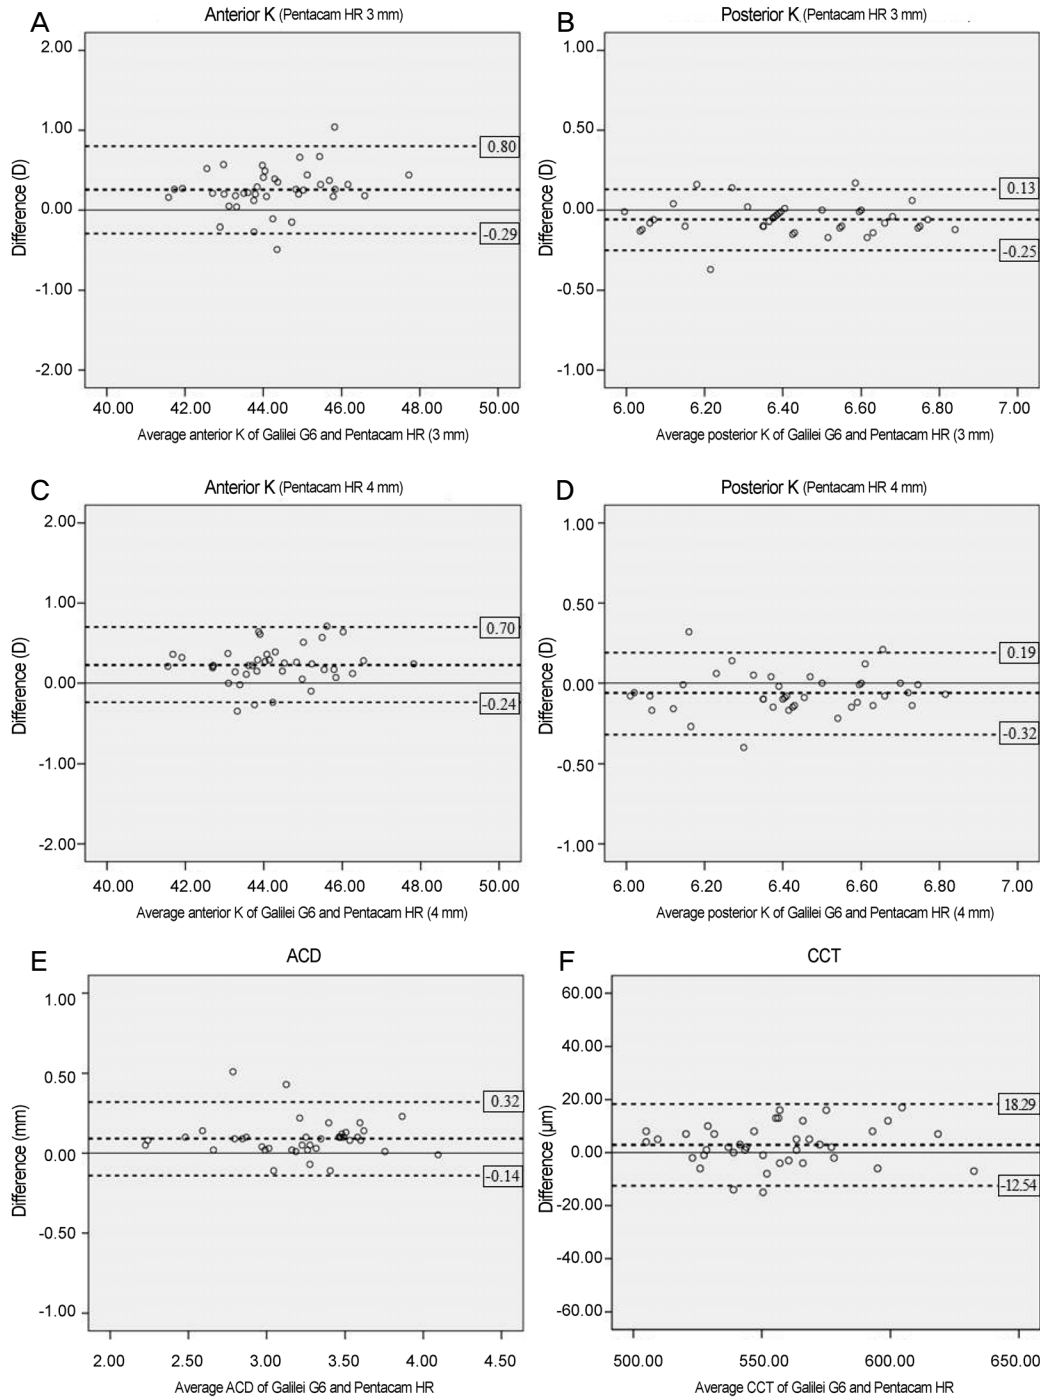 A
Anterior K (Pentacam HR 3 mm)
2.00
1.00
0.00
-1.00
-2.00
Difference (D)
0.80
-0.29
40.00 42.00 44.00 46.00 48.00 50.00
Average anterior K of Galilei G6 and Pentacam HR (3 mm)
B
Posterior K (Pentacam HR 3 mm)
1.00
0.50
0.00
-0.50
-1.00
Difference (D)
0.13
-0.25
6.00 6.20 6.40 6.60 6.80 7.00
Average posterior K of Galilei G6 and Pentacam HR (3 mm)
C
Anterior K (Pentacam HR 4 mm)
2.00
1.00
0.00
-1.00
-2.00
Difference (D)
0.70
-0.24
40.00 42.00 44.00 46.00 48.00 50.00
Average anterior K of Galilei G6 and Pentacam HR (4 mm)
D
Posterior K (Pentacam HR 4 mm)
1.00
0.50
0.00
-0.50
-1.00
Difference (D)
0.19
-0.32
6.00 6.20 6.40 6.60 6.80 7.00
Average posterior K of Galilei G6 and Pentacam HR (4 mm)
E
ACD
1.00
0.50
0.00
-0.50
-1.00
Difference (mm)
0.32
-0.14
2.00 2.50 3.00 3.50 4.00 4.50
Average ACD of Galilei G6 and Pentacam HR
F
CCT
60.00
40.00
20.00
0.00
-20.00
-40.00
-60.00
Difference (μm)
18.29
-12.54
500.00 550.00 600.00 650.00
Average CCT of Galilei G6 and Pentacam HR